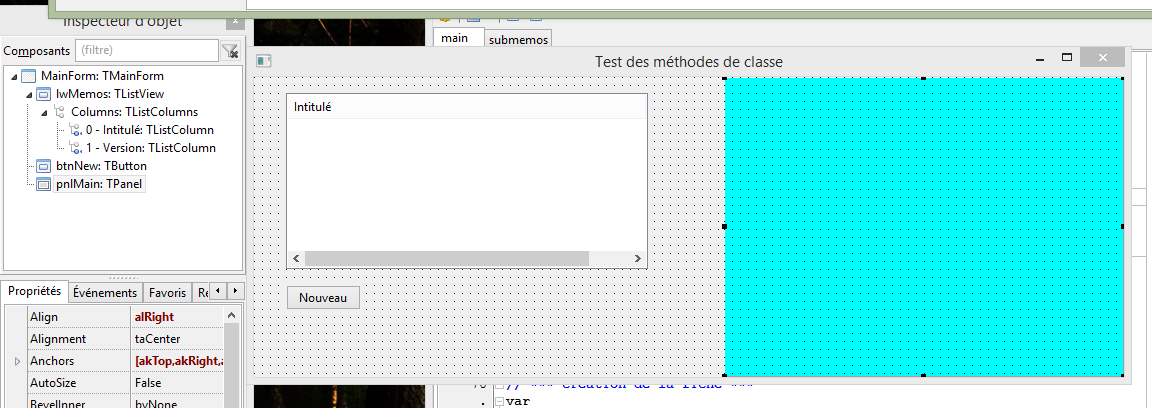 Inspecteur d'objet
Composants
(filtre)
MainForm: TMainForm
lwMemos: TListView
Columns: TListColumns
0 - Intitulé: TListColumn
1 - Version: TListColumn
btnNew: TButton
pnlMain: TPanel
Propriétés
Événements
Favoris
Re
Align
alRight
Alignment
taCenter
Anchors
[akTop,akRight,a
AutoSize
False
BevelInner
bvNone
main
submemos
Test des méthodes de classe
Intitulé
Nouveau
// *** création de la fiche ***
var